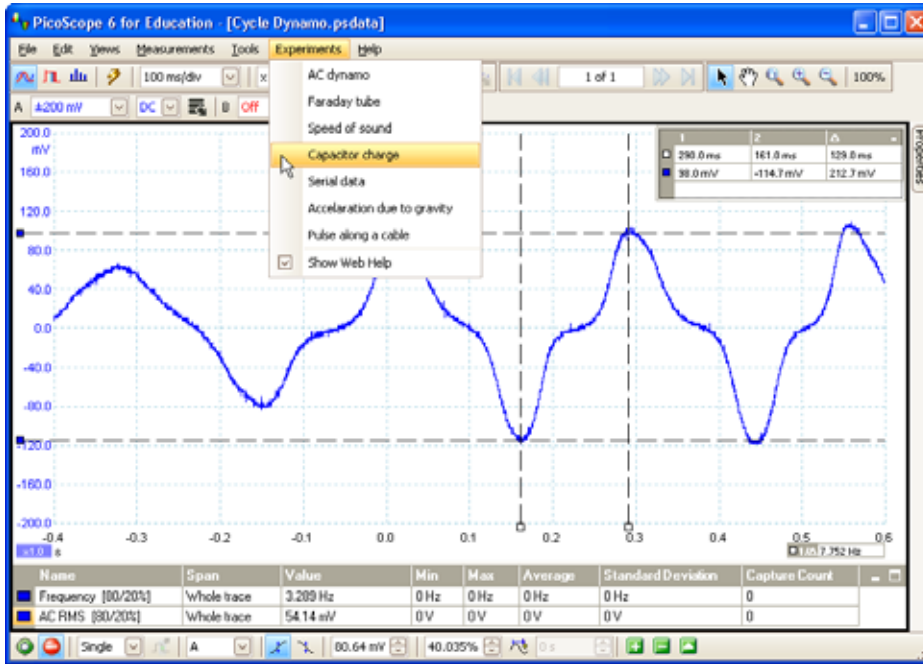 PicoScope 6 for Education - [Cycle Dynamo.psdata]
File Edit Views Measurements Tools Experiments Help
100 ms/div x 1 of 1 100%
A ±200 mV DC B Off
AC dynamo
Faraday tube
Speed of sound
Capacitor charge
Serial data
Accelaration due to gravity
Pulse along a cable
Show Web Help
Properties
1 2 Δ
290.0 ms 161.0 ms 129.0 ms
98.0 mV -114.7 mV 212.7 mV
200.0
mV
160.0
120.0
80.0
40.0
0.0
-40.0
-80.0
-120.0
-160.0
-200.0
-0.4 -0.3 -0.2 -0.1 0.0 0.1 0.2 0.3 0.4 0.5 0.6
x1.0 s
7.752 Hz
Name Span Value Min Max Average Standard Deviation Capture Count
Frequency [80/20%] Whole trace 3.209 Hz 0 Hz 0 Hz 0 Hz 0 Hz 0
AC RMS [80/20%] Whole trace 54.14 mV 0 V 0 V 0 V 0 V 0
Single A 80.64 mV 40.035% 0 s